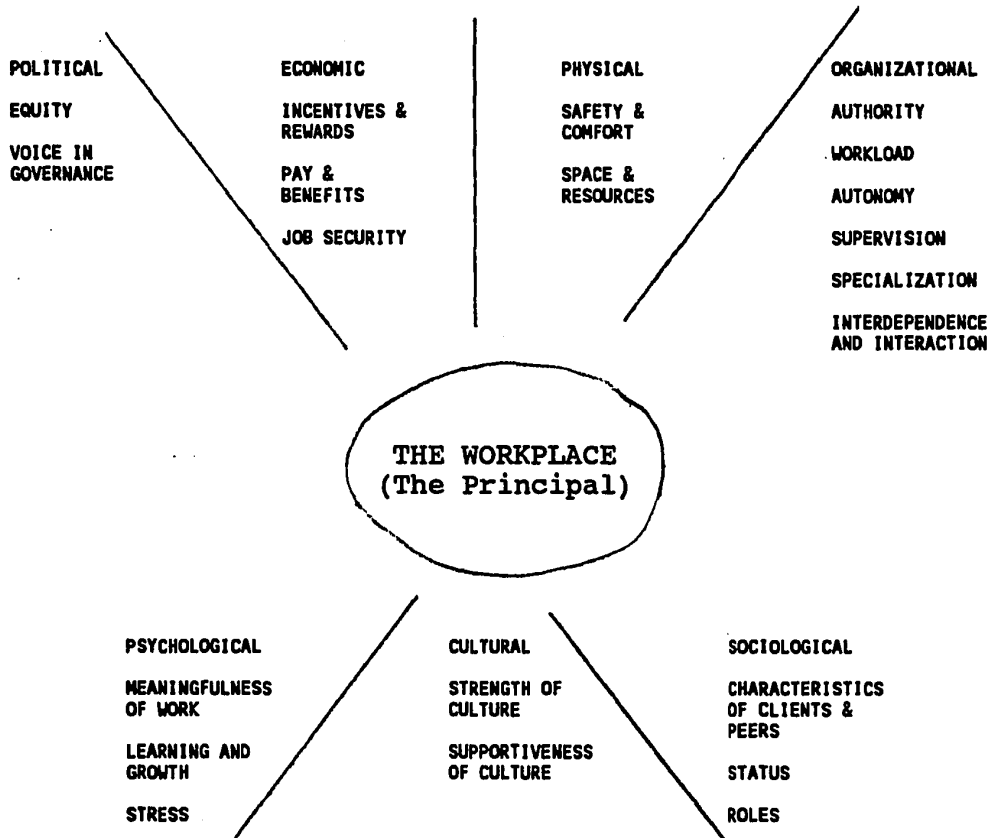 POLITICAL
EQUITY
VOICE IN
GOVERNANCE
ECONOMIC
INCENTIVES &
REWARDS
PAY &
BENEFITS
JOB SECURITY
PHYSICAL
SAFETY &
COMFORT
SPACE &
RESOURCES
ORGANIZATIONAL
AUTHORITY
WORKLOAD
AUTONOMY
SUPERVISION
SPECIALIZATION
INTERDEPENDENCE
AND INTERACTION
THE WORKPLACE
(The Principal)
PSYCHOLOGICAL
MEANINGFULNESS
OF WORK
LEARNING AND
GROWTH
STRESS
CULTURAL
STRENGTH OF
CULTURE
SUPPORTIVENESS
OF CULTURE
SOCIOLOGICAL
CHARACTERISTICS
OF CLIENTS &
PEERS
STATUS
ROLES